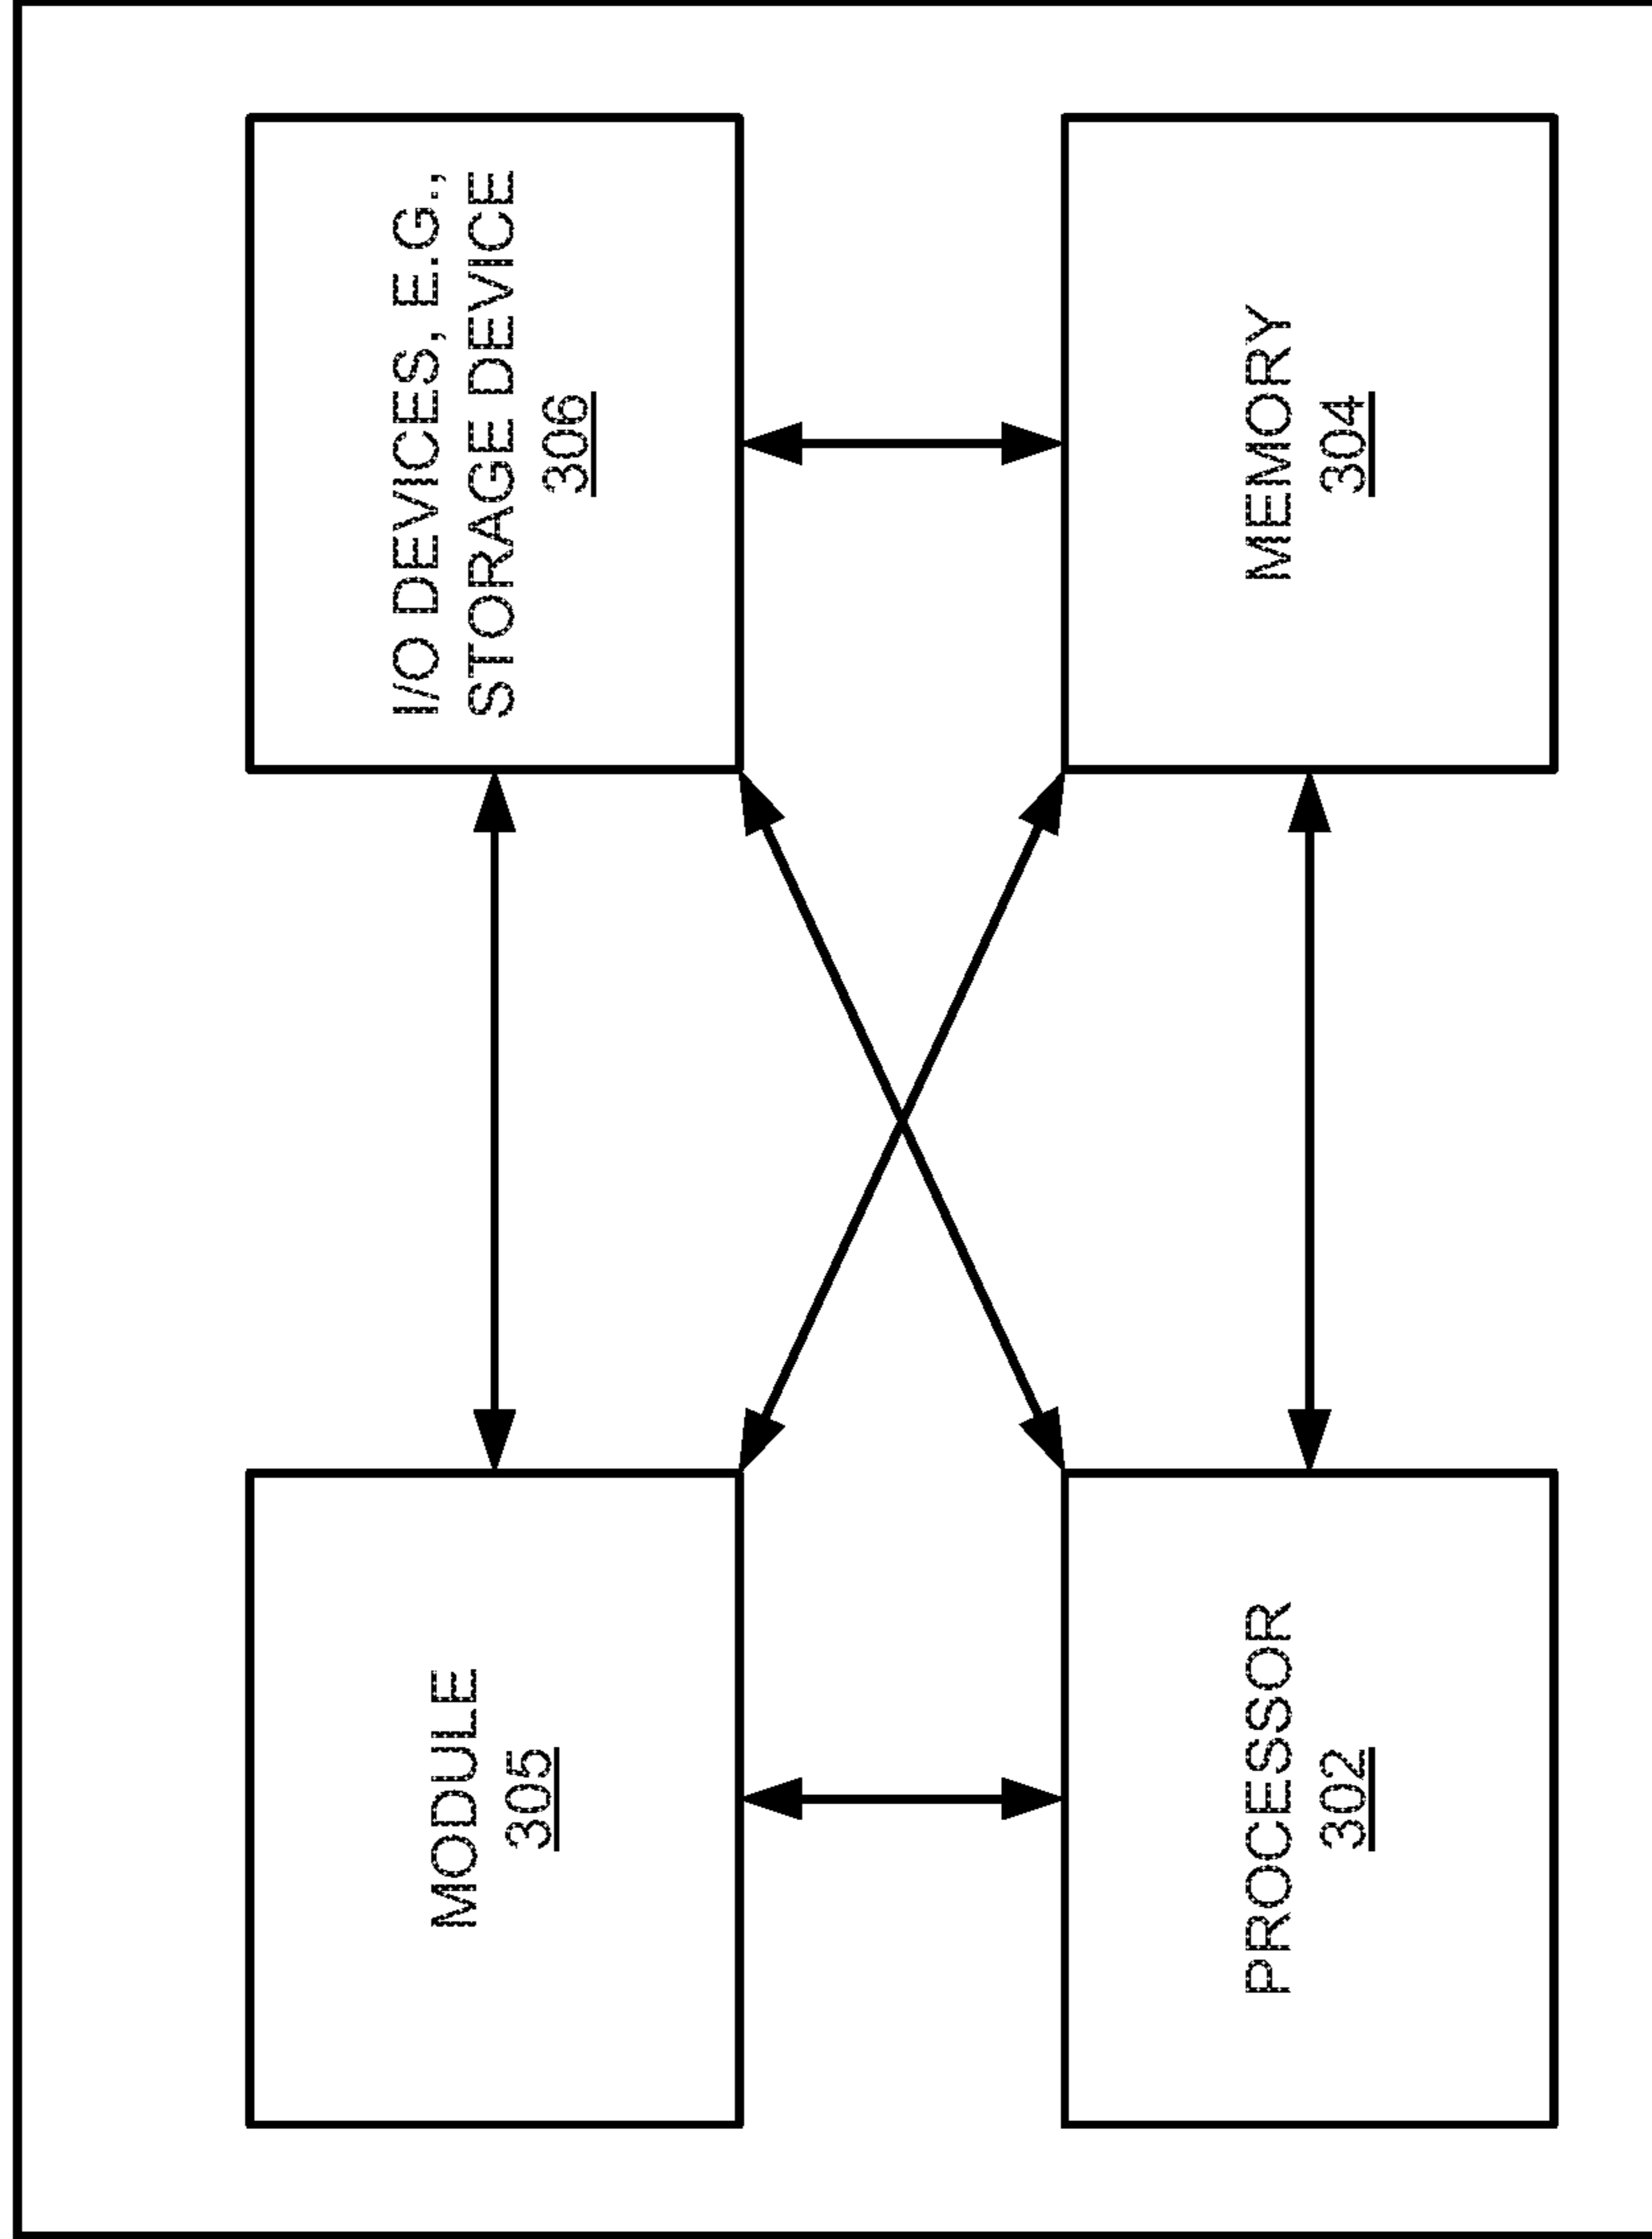 MODULE
305
I/O DEVICES, E.G.,
STORAGE DEVICE
306
PROCESSOR
302
MEMORY
304